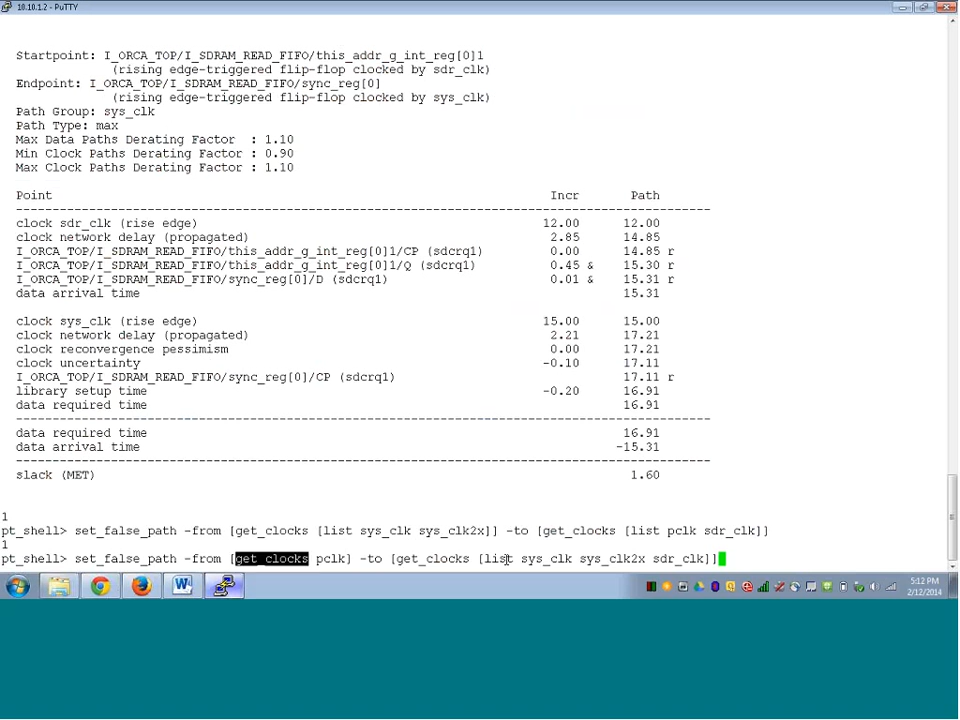 10.10.1.2 - PuTTY
Startpoint: I_ORCA_TOP/I_SDRAM_READ_FIFO/this_addr_g_int_reg[0]1
(rising edge-triggered flip-flop clocked by sdr_clk)
Endpoint: I_ORCA_TOP/I_SDRAM_READ_FIFO/sync_reg[0]
(rising edge-triggered flip-flop clocked by sys_clk)
Path Group: sys_clk
Path Type: max
Max Data Paths Derating Factor : 1.10
Min Clock Paths Derating Factor : 0.90
Max Clock Paths Derating Factor : 1.10
Point Incr Path
--------------------------------------------------------------------------------
clock sdr_clk (rise edge) 12.00 12.00
clock network delay (propagated) 2.85 14.85
I_ORCA_TOP/I_SDRAM_READ_FIFO/this_addr_g_int_reg[0]1/CP (sdcrq1) 0.00 14.85 r
I_ORCA_TOP/I_SDRAM_READ_FIFO/this_addr_g_int_reg[0]1/Q (sdcrq1) 0.45 & 15.30 r
I_ORCA_TOP/I_SDRAM_READ_FIFO/sync_reg[0]/D (sdcrq1) 0.01 & 15.31 r
data arrival time 15.31
clock sys_clk (rise edge) 15.00 15.00
clock network delay (propagated) 2.21 17.21
clock reconvergence pessimism 0.00 17.21
clock uncertainty -0.10 17.11
I_ORCA_TOP/I_SDRAM_READ_FIFO/sync_reg[0]/CP (sdcrq1) 17.11 r
library setup time -0.20 16.91
data required time 16.91
--------------------------------------------------------------------------------
data required time 16.91
data arrival time -15.31
--------------------------------------------------------------------------------
slack (MET) 1.60
1
pt_shell> set_false_path -from [get_clocks [list sys_clk sys_clk2x]] -to [get_clocks [list pclk sdr_clk]]
1
pt_shell> set_false_path -from [get_clocks pclk] -to [get_clocks [list sys_clk sys_clk2x sdr_clk]]
5:12 PM
2/12/2014